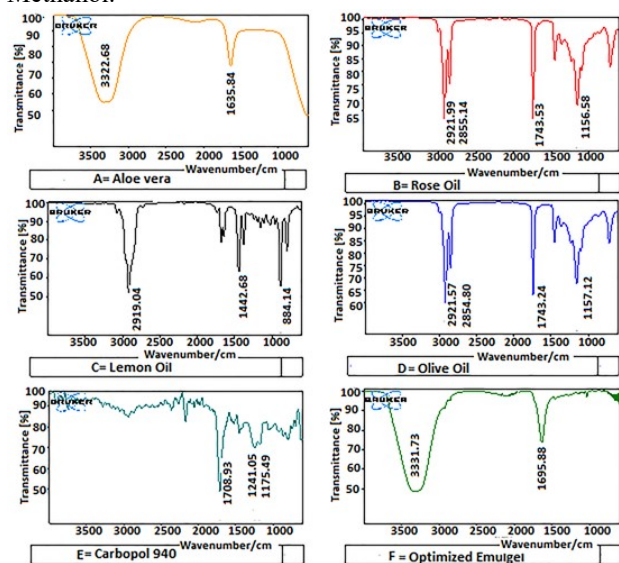 Methanol.
Transmittance [%]
100
90
80
70
60
50
BRUKER
3322.68
1635.84
3500 3000 2500 2000 1500 1000
Wavenumber/cm
A= Aloe vera
Transmittance [%]
100
95
90
85
80
75
70
65
BRUKER
2921.99
2855.14
1743.53
1156.58
3500 3000 2500 2000 1500 1000
Wavenumber/cm
B= Rose Oil
Transmittance [%]
100
90
80
70
60
50
BRUKER
2919.04
1442.68
884.14
3500 3000 2500 2000 1500 1000
Wavenumber/cm
C= Lemon Oil
Transmittance [%]
100
95
90
85
80
75
65
60
BRUKER
2921.57
2854.80
1743.24
1157.12
3500 3000 2500 2000 1500 1000
Wavenumber/cm
D= Olive Oil
Transmittance [%]
100
90
80
70
60
50
BRUKER
1708.93
1241.05
1175.49
3500 3000 2500 2000 1500 1000
Wavenumber/cm
E= Carbopol 940
Transmittance [%]
100
90
80
70
60
50
BRUKER
3331.73
1695.88
3500 3000 2500 2000 1500 1000
Wavenumber/cm
F = Optimized Emulgel